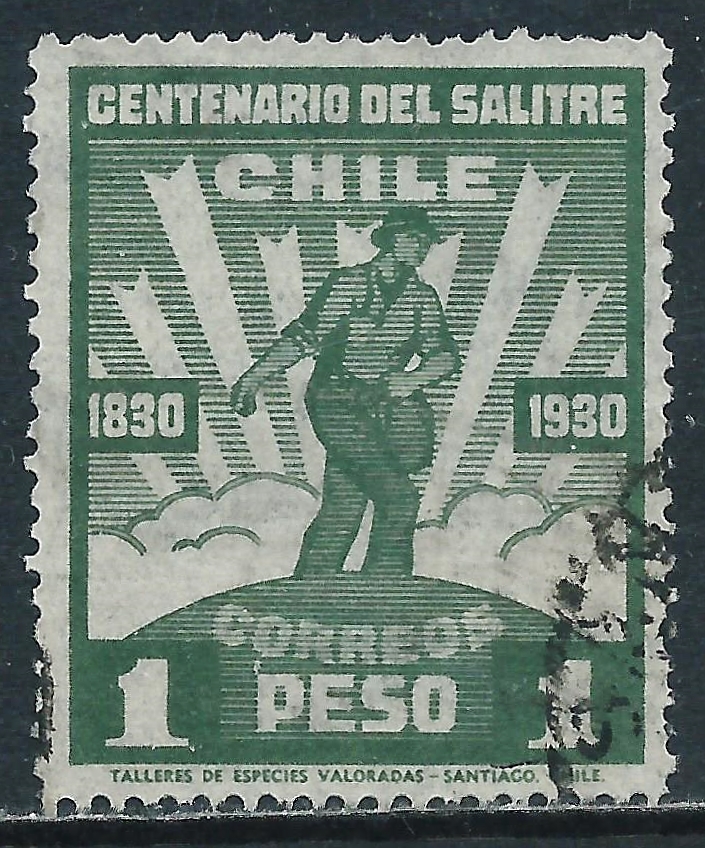 CENTENARIO DEL SALITRE
CHILE
1830 1930
CORREOS
1 PESO 1
TALLERES DE ESPECIES VALORADAS - SANTIAGO, CHILE.